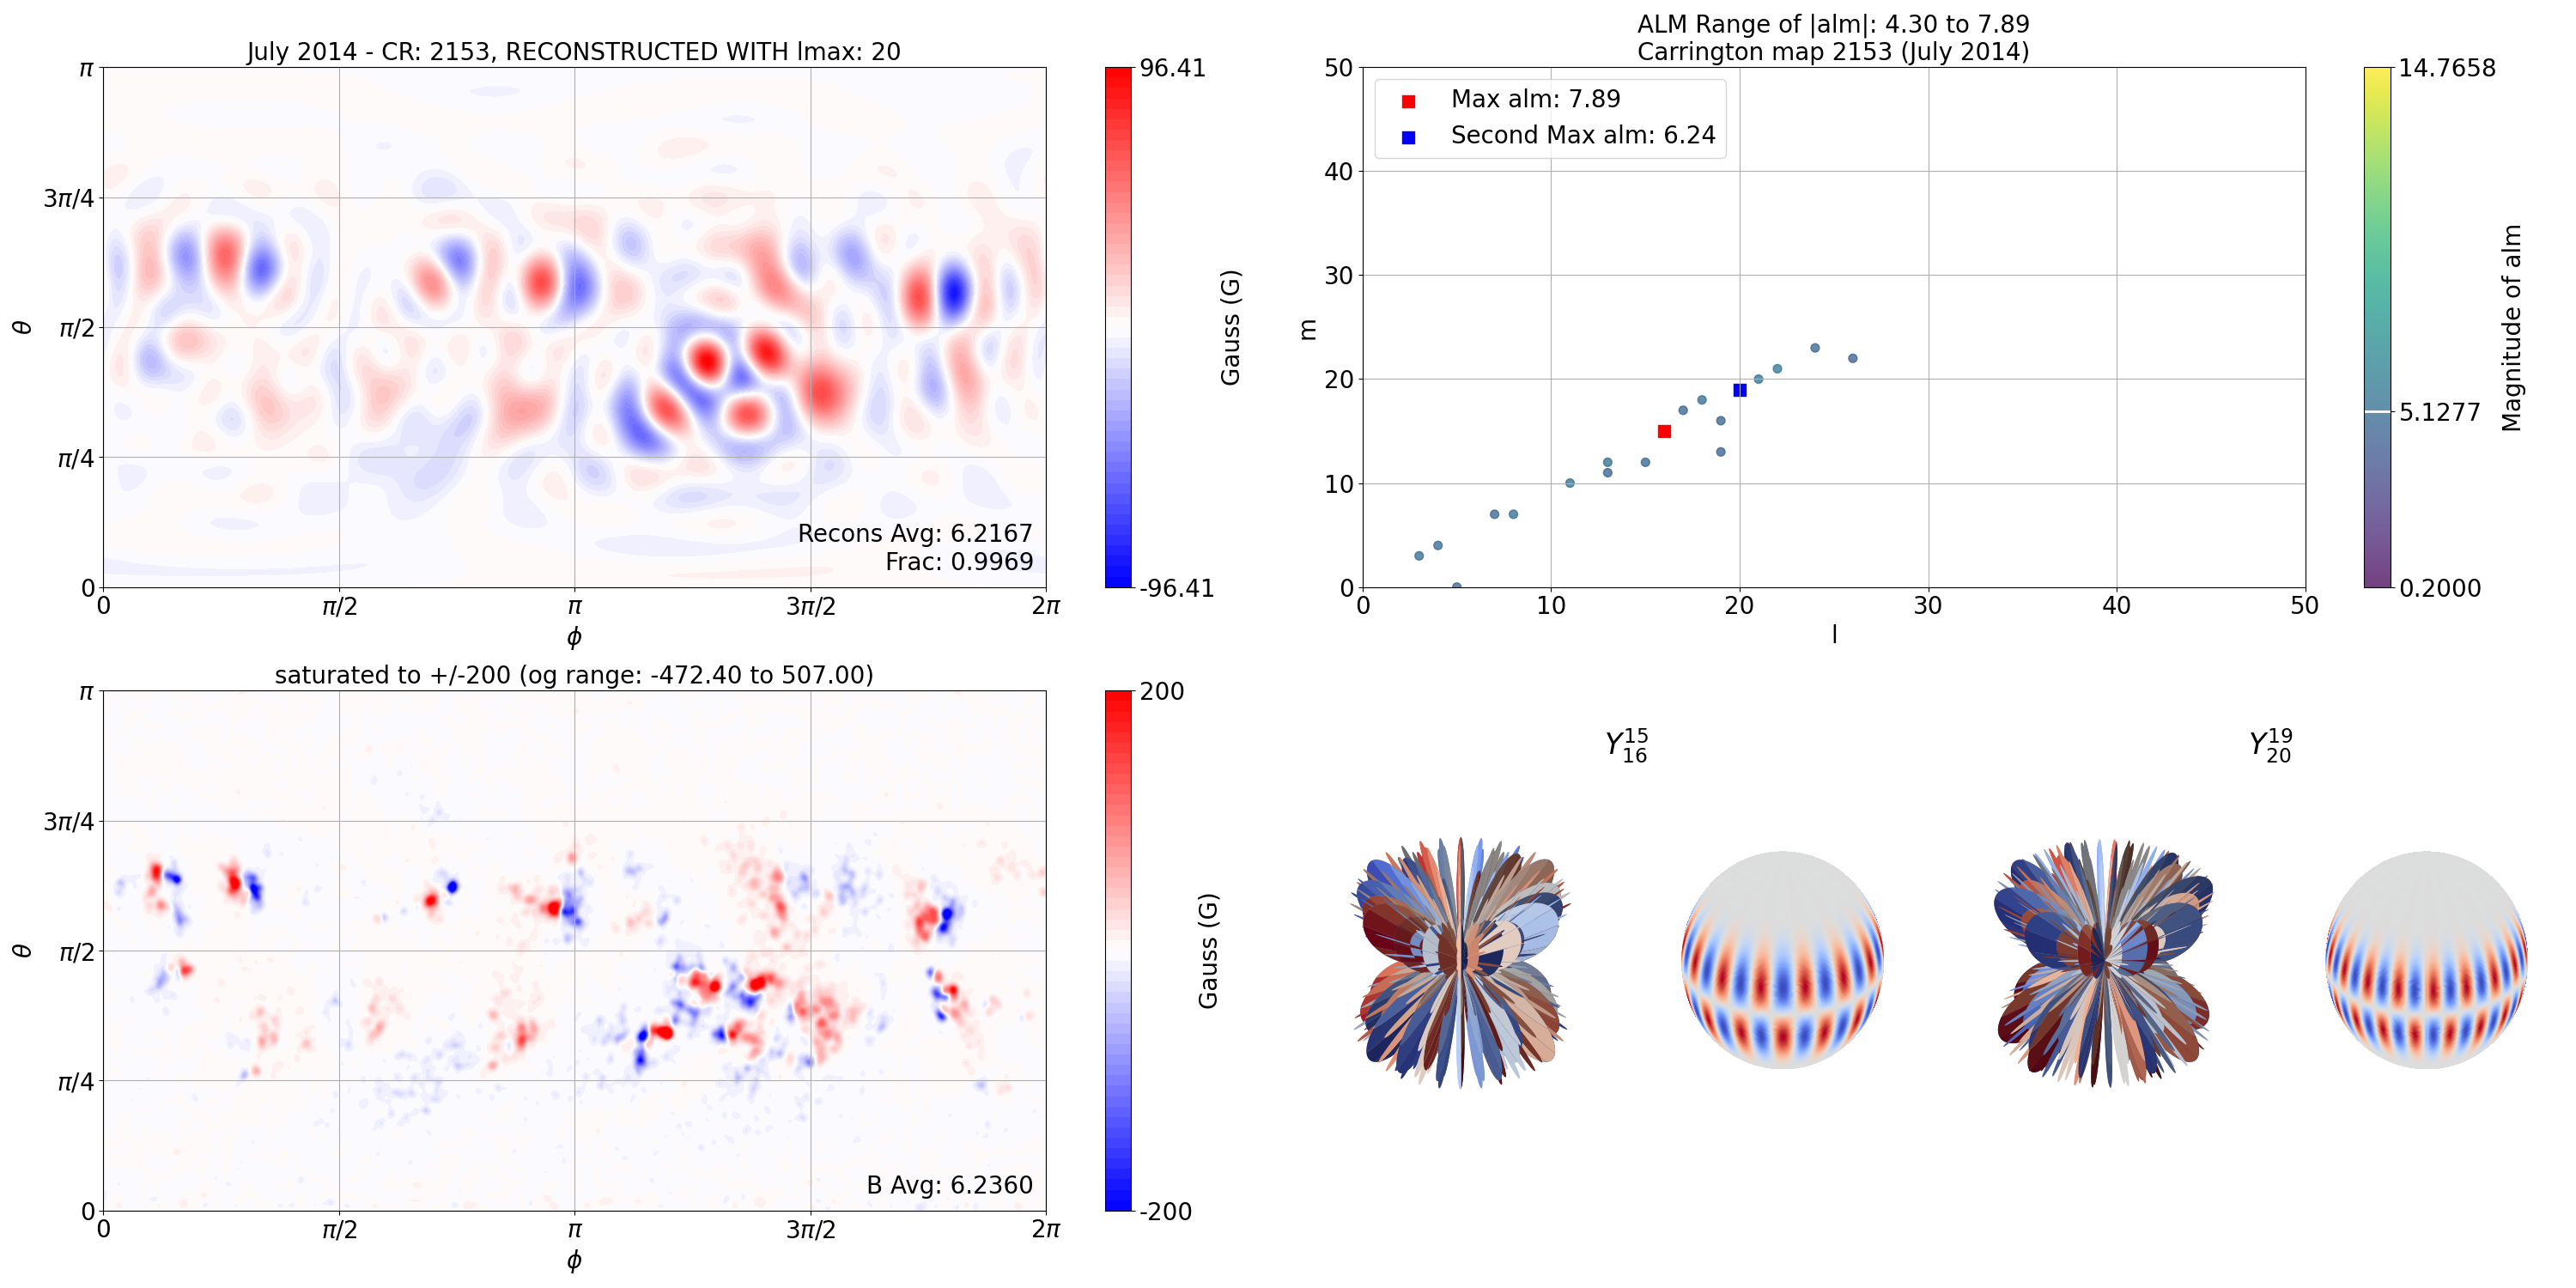 July 2014 - CR: 2153, RECONSTRUCTED WITH lmax: 20
π
3π/4
θ
π/2
π/4
0
0
π/2
π
3π/2
2π
ϕ
Recons Avg: 6.2167
Frac: 0.9969
96.41
Gauss (G)
-96.41
ALM Range of |alm|: 4.30 to 7.89
Carrington map 2153 (July 2014)
Max alm: 7.89
Second Max alm: 6.24
50
40
30
m
20
10
0
0
10
20
30
40
50
l
14.7658
Magnitude of alm
5.1277
0.2000
saturated to +/-200 (og range: -472.40 to 507.00)
π
3π/4
θ
π/2
π/4
0
0
π/2
π
3π/2
2π
ϕ
B Avg: 6.2360
200
Gauss (G)
-200
Y₁₆¹⁵
Y₂₀¹⁹